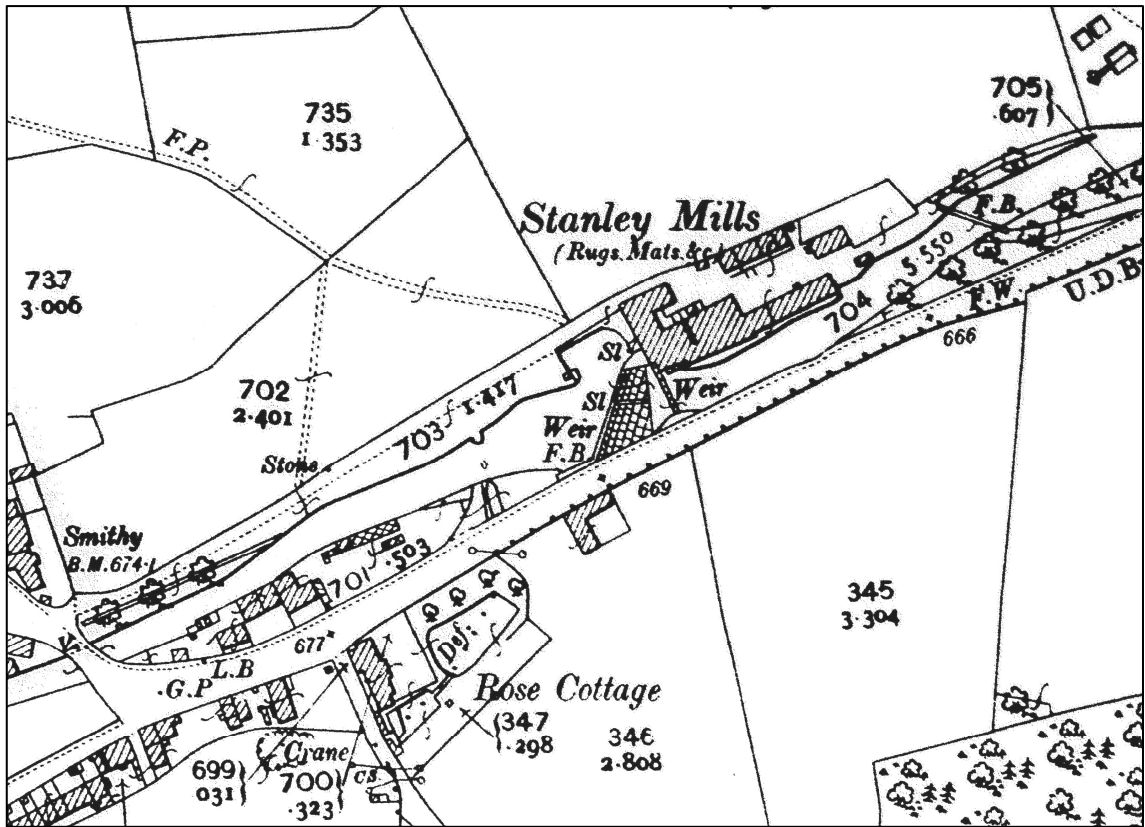 735
1.353
F.P.
705
.607
Stanley Mills
(Rugs. Mats. &c.)
F.B.
737
3.006
5.550
704
F.W
U.D.B
666
Sl
702
2.401
703 1.417
Sl
Weir
Weir
F.B.
Stone
669
Smithy
B.M.674.1
701 .503
345
3.304
677
L.B
.G.P
Def:
Rose Cottage
347
.298
346
2.808
Crane
699
.031
700
.323
cs.